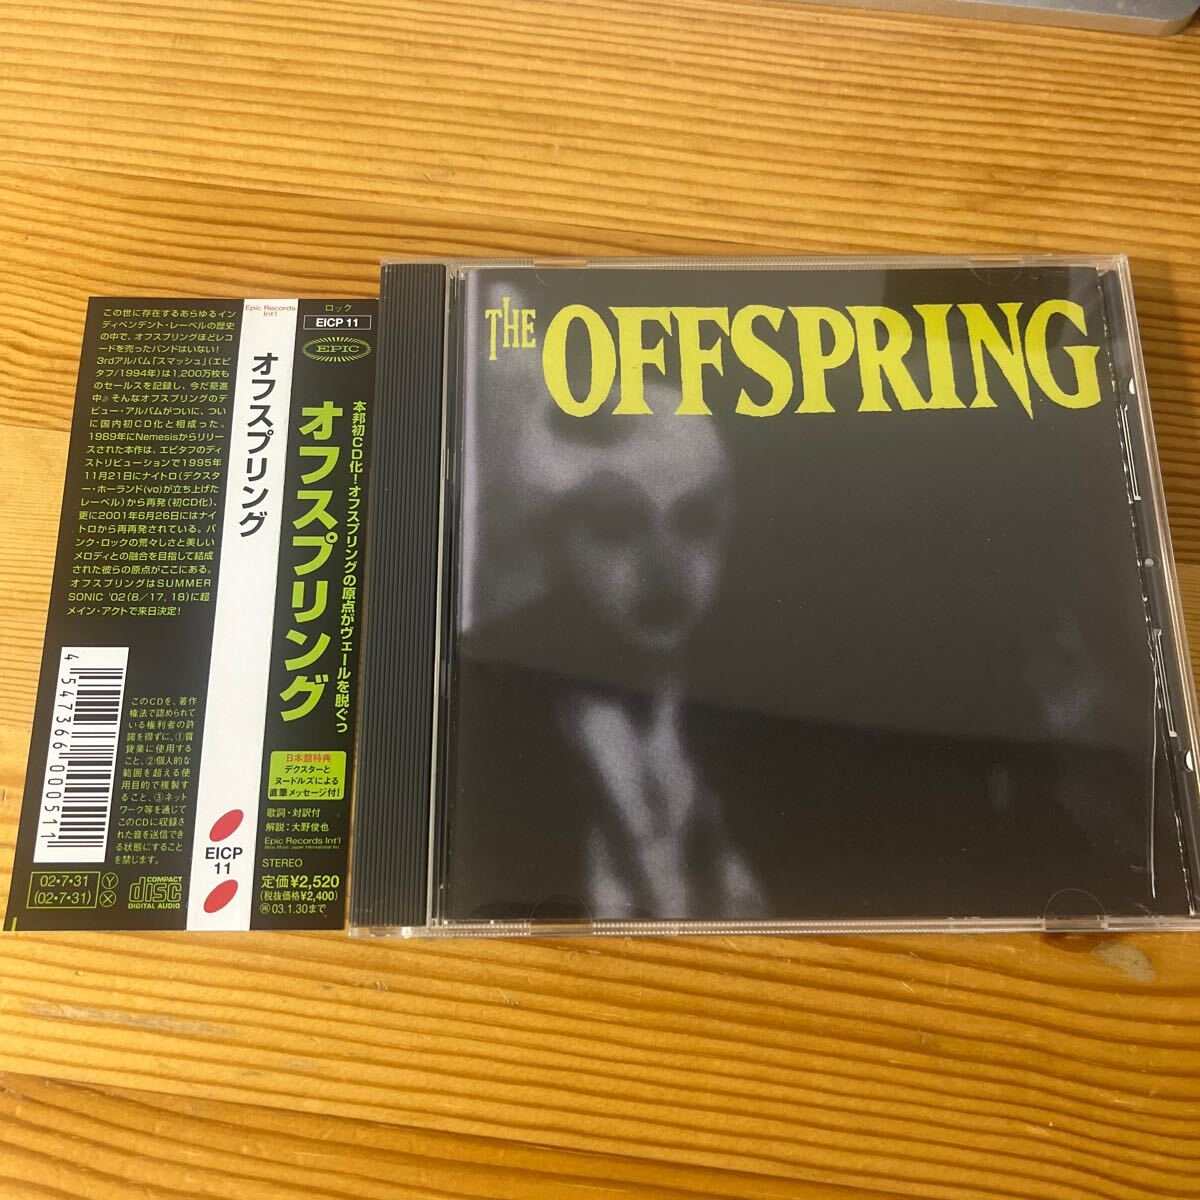 この世に存在するあらゆるイン
ディペンデント・レーベルの歴史
の中で、オフスプリングほどレコ
ードを売ったバンドはいない!
3rdアルバム「スマッシュ」(エピ
タフ/1994年)は1,200万枚も
のセールスを記録し、今だ驀進
中。そんなオフスプリングのデ
ビュー・アルバムがついに、つい
に国内初CD化と相成った。
1989年にNemesisからリリー
スされた本作は、エピタフのディ
ストリビューションで1995年
11月21日にナイトロ(デクスタ
ー・ホーランド(vo)が立ち上げた
レーベル)から再発(初CD化)、
更に2001年6月26日にはナイ
トロから再再発されている。パ
ンク・ロックの荒々しさと美しい
メロディとの融合を目指して結成
された彼らの原点がここにある。
オフスプリングはSUMMER
SONIC '02(8/17, 18)に超
メイン・アクトで来日決定!
4547366000511
このCDを、著作
権法で認められて
いる権利者の許
諾を得ずに、①賃
貸業に使用する
こと、②個人的な
範囲を超える使
用目的で複製す
ること、③ネット
ワーク等を通じて
このCDに収録さ
れた音を送信でき
る状態にすること
を禁じます。
02・7・31
(02・7・31)
Y
X
COMPACT
disc
DIGITAL AUDIO
Epic Records
Int'l
オフスプリング
EICP
11
ロック
EICP 11
EPIC
本邦初CD化!オフスプリングの原点がヴェールを脱ぐっ
オフスプリング
日本盤特典
デクスターと
ヌードルズによる
直筆メッセージ付!
歌詞・対訳付
解説:大野俊也
Epic Records Int'l
Sony Music Japan International Inc.
STEREO
定価¥2,520
(税抜価格¥2,400)
再03.1.30まで
THE OFFSPRING